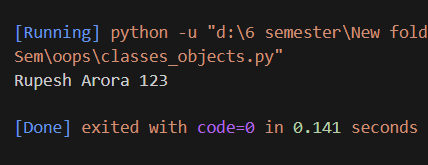 [Running] python -u "d:\6 semester\New fold
Sem\oops\classes_objects.py"
Rupesh Arora 123
[Done] exited with code=0 in 0.141 seconds